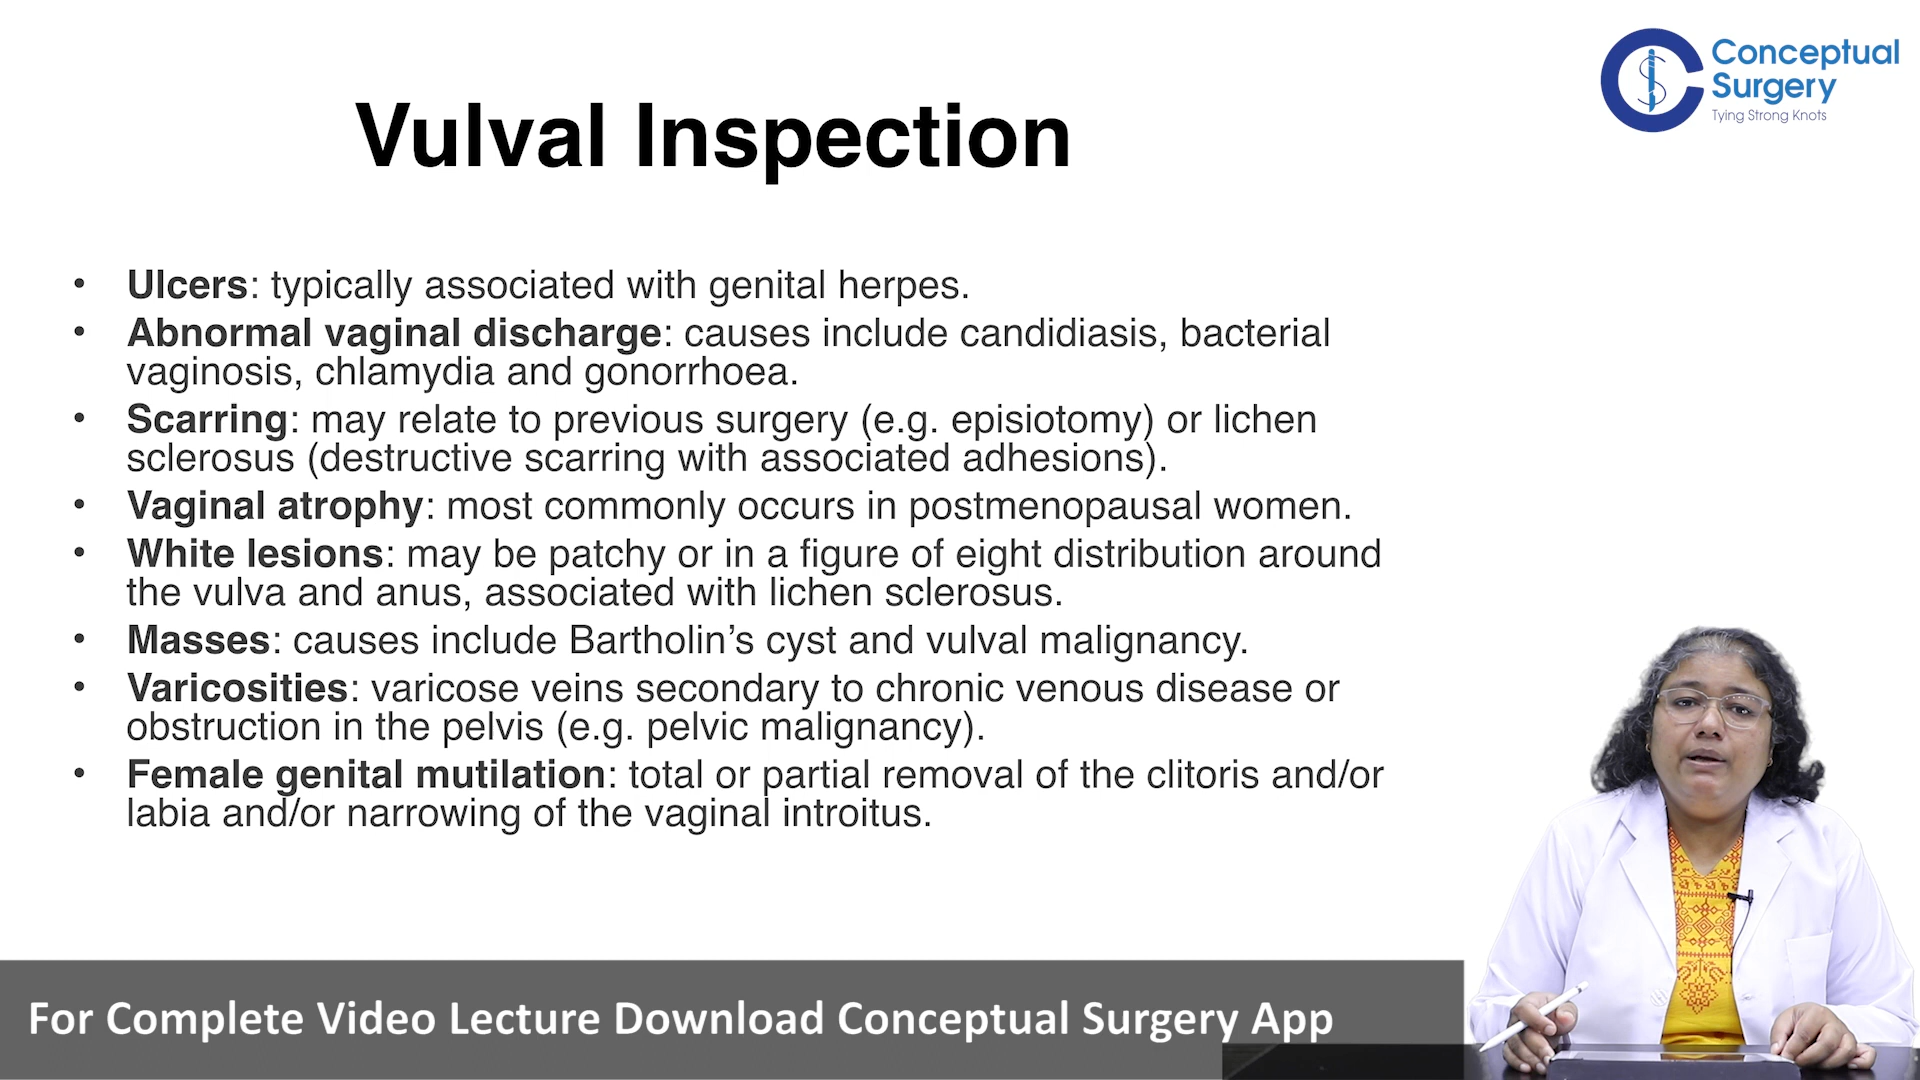 Conceptual
Surgery
Tying Strong Knots
Vulval Inspection
• Ulcers: typically associated with genital herpes.
• Abnormal vaginal discharge: causes include candidiasis, bacterial
vaginosis, chlamydia and gonorrhoea.
• Scarring: may relate to previous surgery (e.g. episiotomy) or lichen
sclerosus (destructive scarring with associated adhesions).
• Vaginal atrophy: most commonly occurs in postmenopausal women.
• White lesions: may be patchy or in a figure of eight distribution around
the vulva and anus, associated with lichen sclerosus.
• Masses: causes include Bartholin’s cyst and vulval malignancy.
• Varicosities: varicose veins secondary to chronic venous disease or
obstruction in the pelvis (e.g. pelvic malignancy).
• Female genital mutilation: total or partial removal of the clitoris and/or
labia and/or narrowing of the vaginal introitus.
For Complete Video Lecture Download Conceptual Surgery App